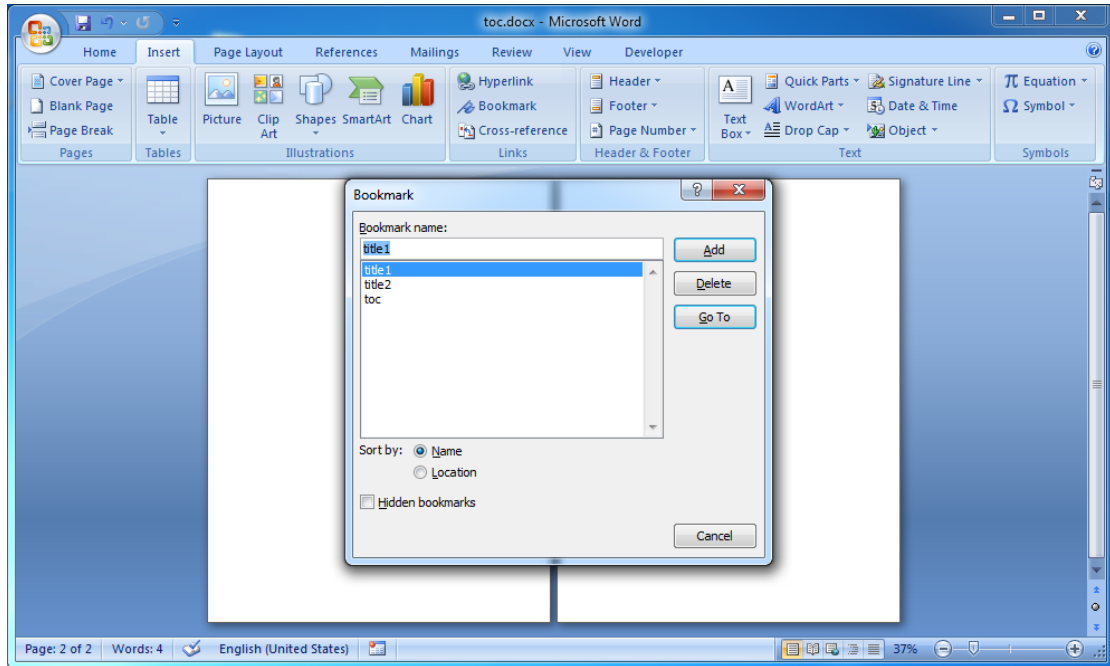 toc.docx - Microsoft Word
Home Insert Page Layout References Mailings Review View Developer
Cover Page
Blank Page
Page Break
Pages
Table
Tables
Picture
Clip Art
Shapes
SmartArt
Chart
Illustrations
Hyperlink
Bookmark
Cross-reference
Links
Header
Footer
Page Number
Header & Footer
A
Text Box
Quick Parts
WordArt
Drop Cap
Signature Line
Date & Time
Object
Text
π Equation
Ω Symbol
Symbols
Bookmark
Bookmark name:
title1
title1
title2
toc
Add
Delete
Go To
Sort by: Name
Location
Hidden bookmarks
Cancel
Page: 2 of 2 Words: 4 English (United States) 37%